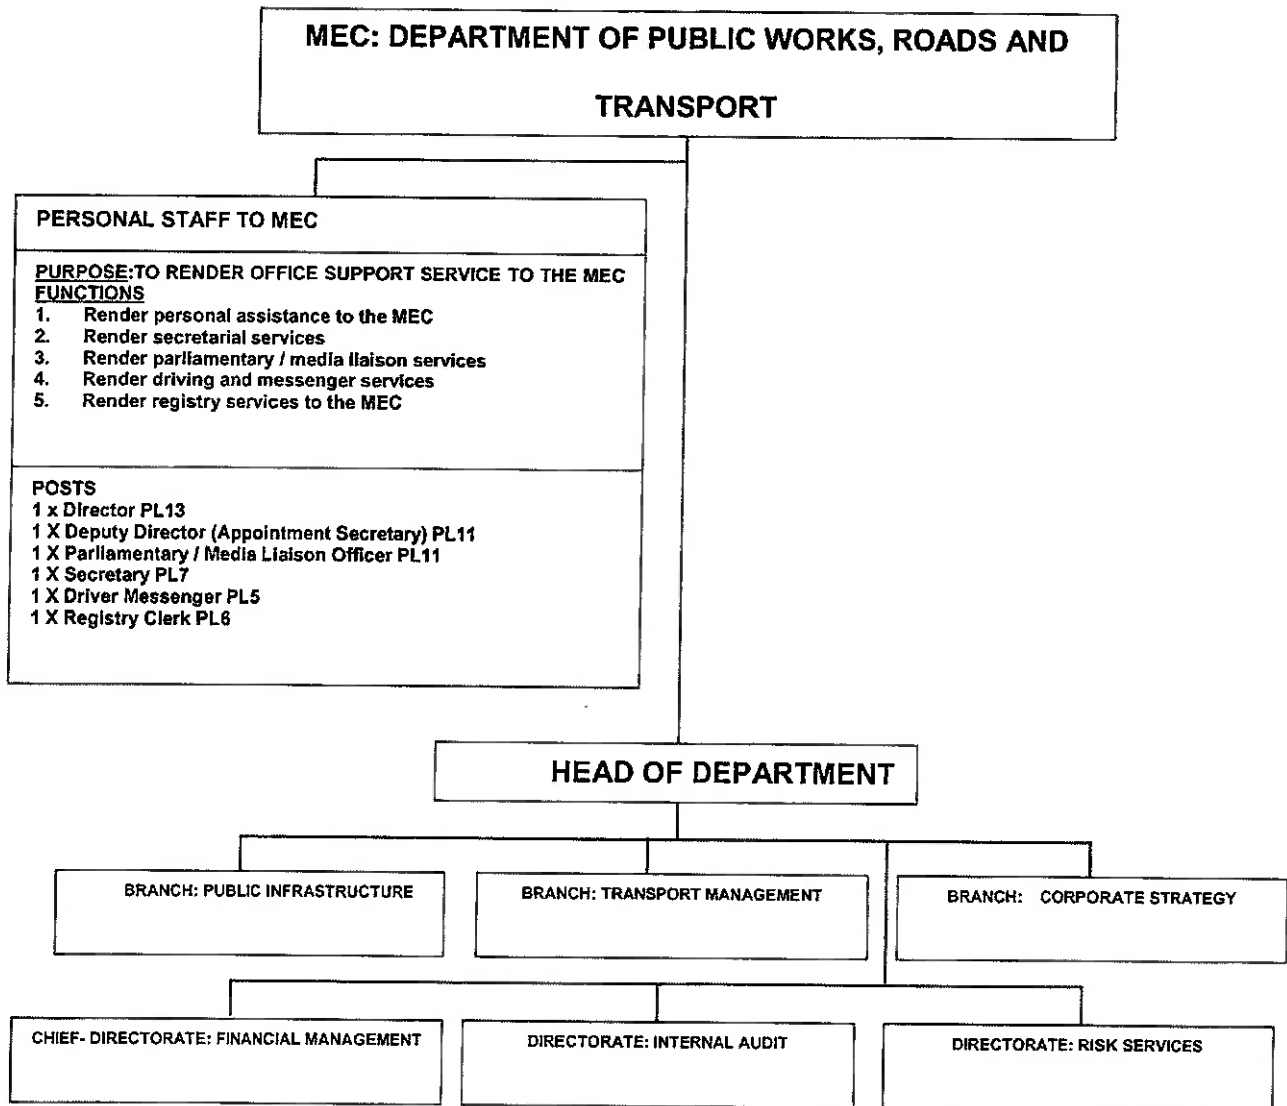 MEC: DEPARTMENT OF PUBLIC WORKS, ROADS AND
TRANSPORT
PERSONAL STAFF TO MEC
PURPOSE:TO RENDER OFFICE SUPPORT SERVICE TO THE MEC
FUNCTIONS
1. Render personal assistance to the MEC
2. Render secretarial services
3. Render parliamentary / media liaison services
4. Render driving and messenger services
5. Render registry services to the MEC
POSTS
1 x Director PL13
1 X Deputy Director (Appointment Secretary) PL11
1 X Parliamentary / Media Liaison Officer PL11
1 X Secretary PL7
1 X Driver Messenger PL5
1 X Registry Clerk PL6
HEAD OF DEPARTMENT
BRANCH: PUBLIC INFRASTRUCTURE
BRANCH: TRANSPORT MANAGEMENT
BRANCH: CORPORATE STRATEGY
CHIEF- DIRECTORATE: FINANCIAL MANAGEMENT
DIRECTORATE: INTERNAL AUDIT
DIRECTORATE: RISK SERVICES